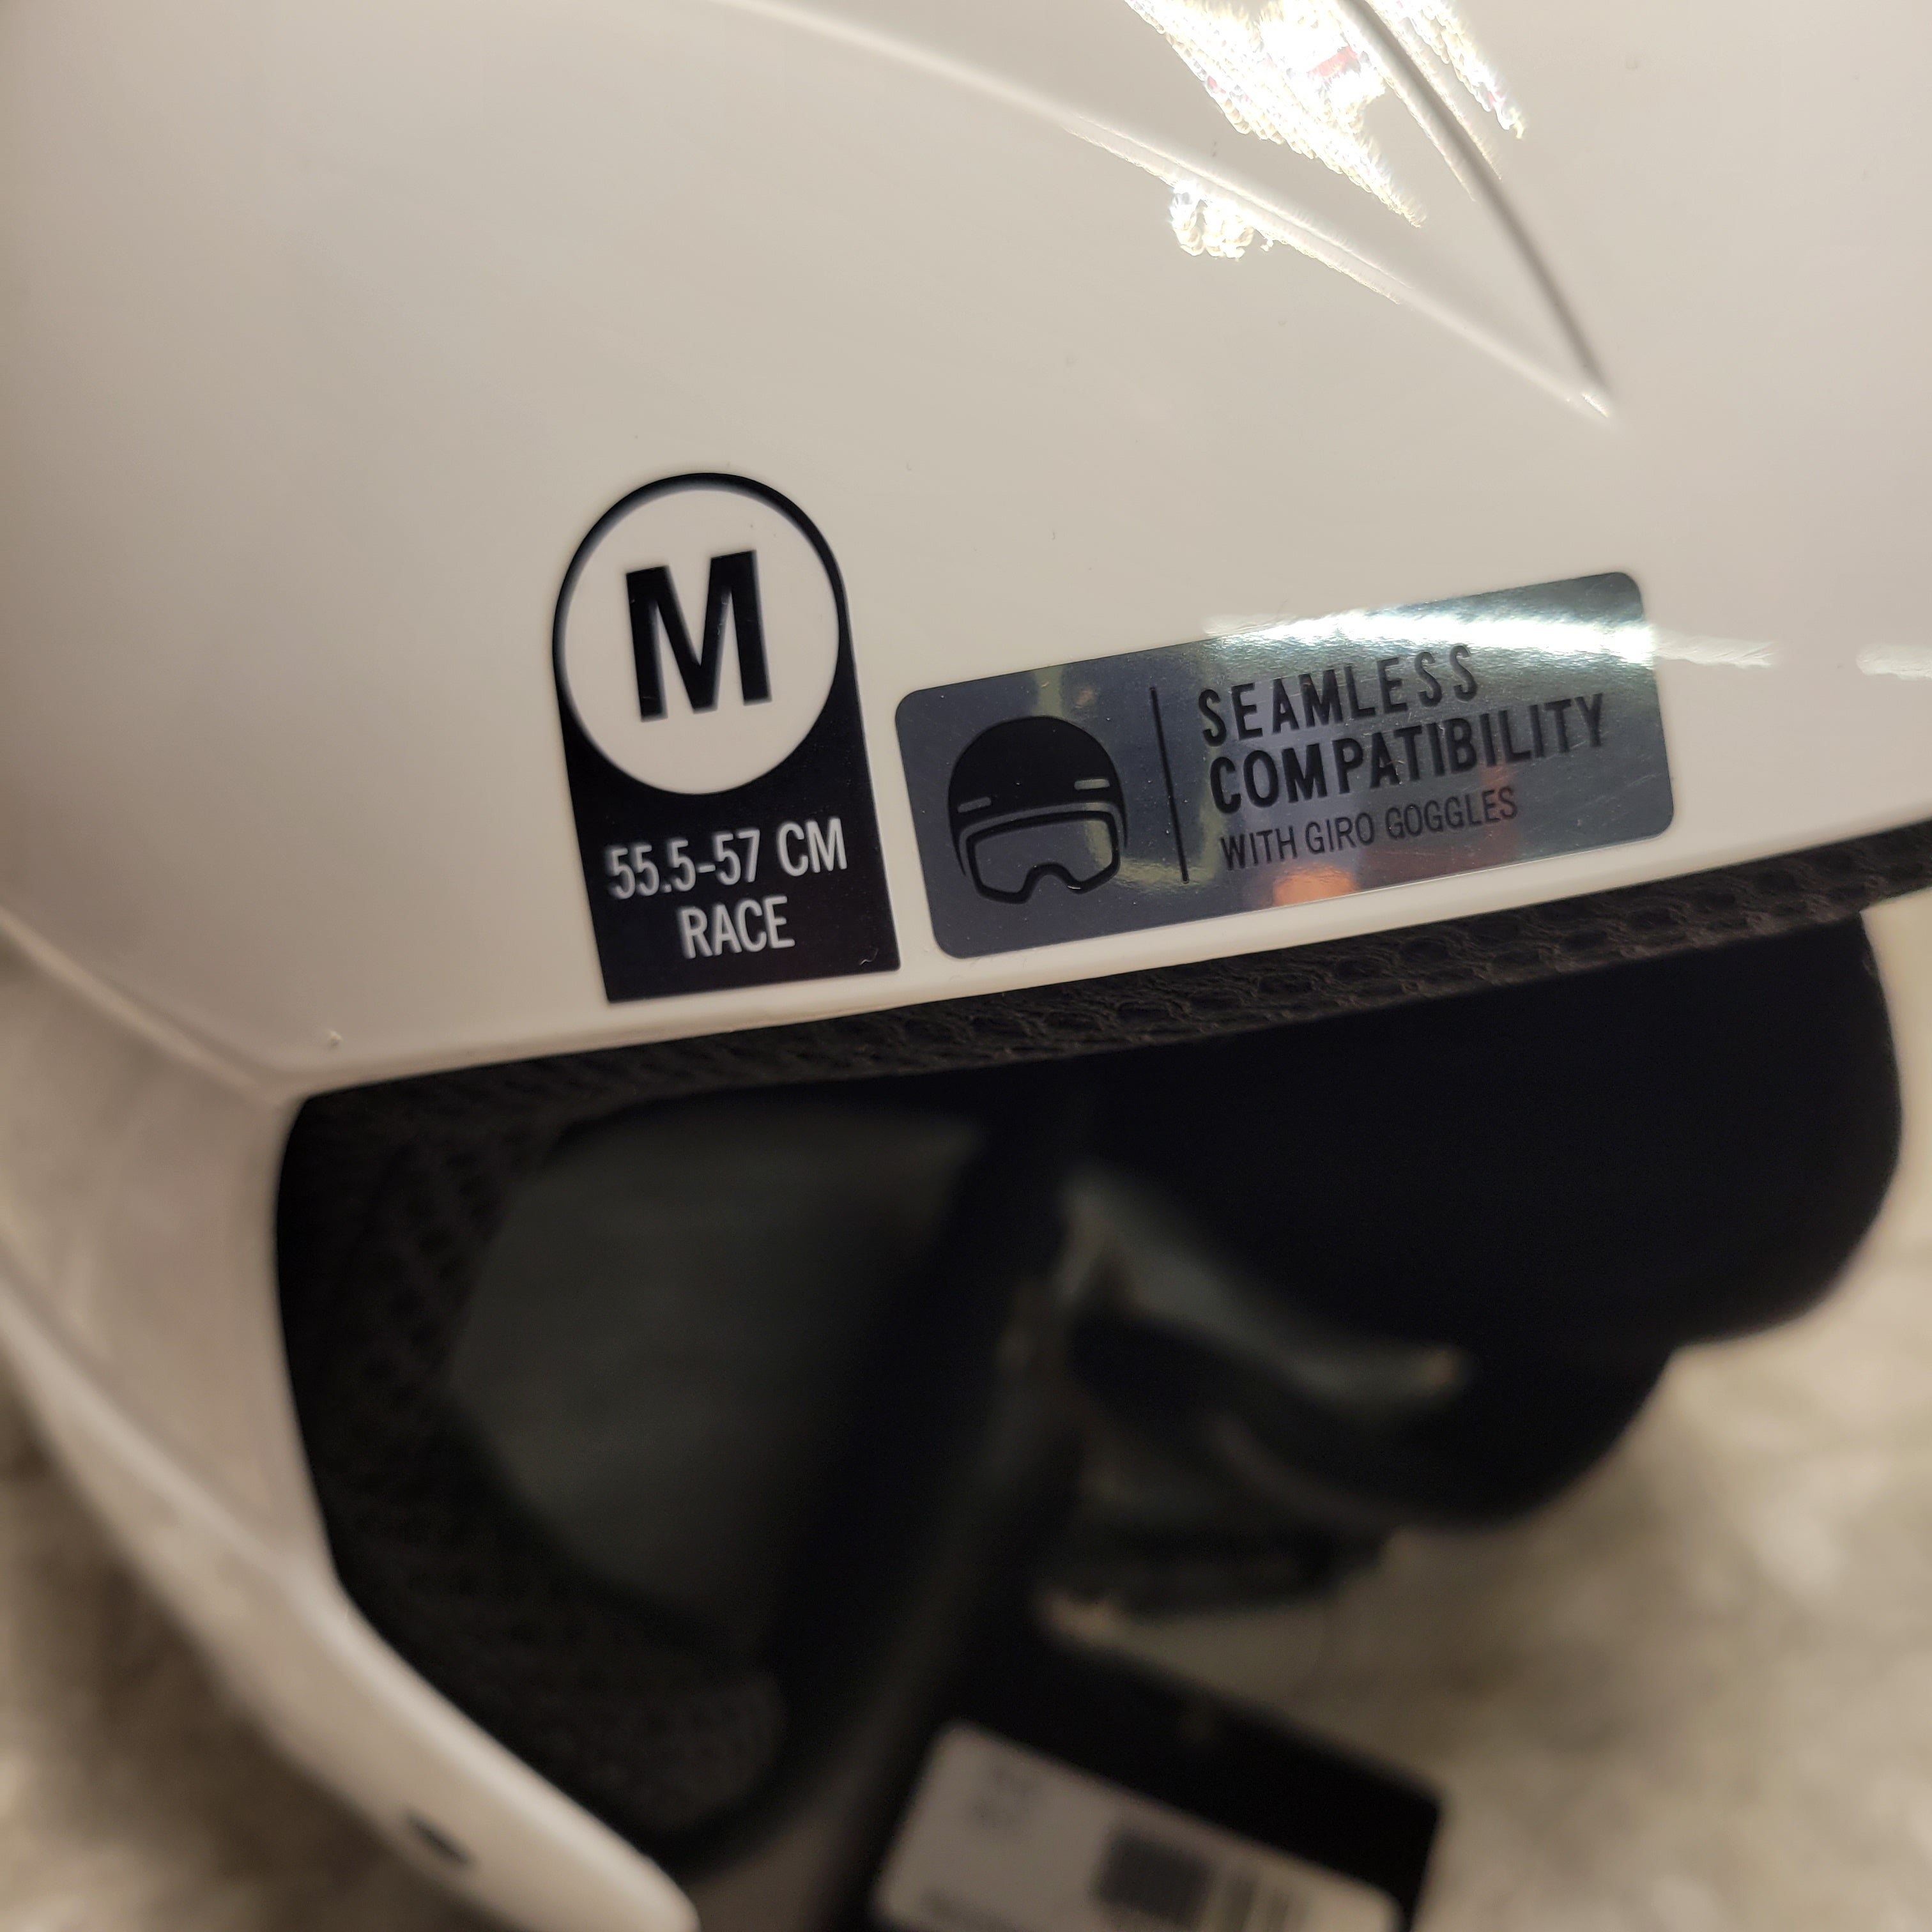 M
55.5-57 CM
RACE
SEAMLESS
COMPATIBILITY
WITH GIRO GOGGLES